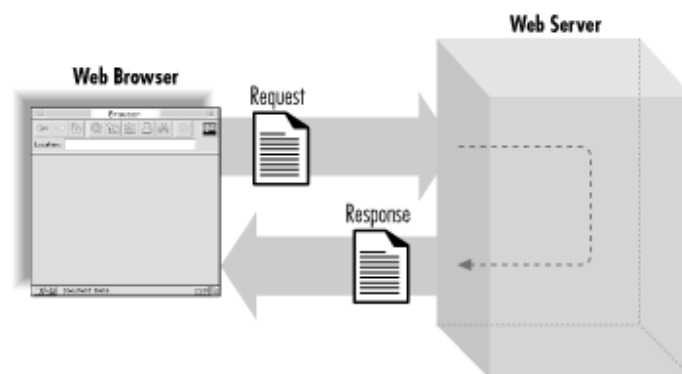 Web Server
Web Browser
Request
Browser
Location:
Response